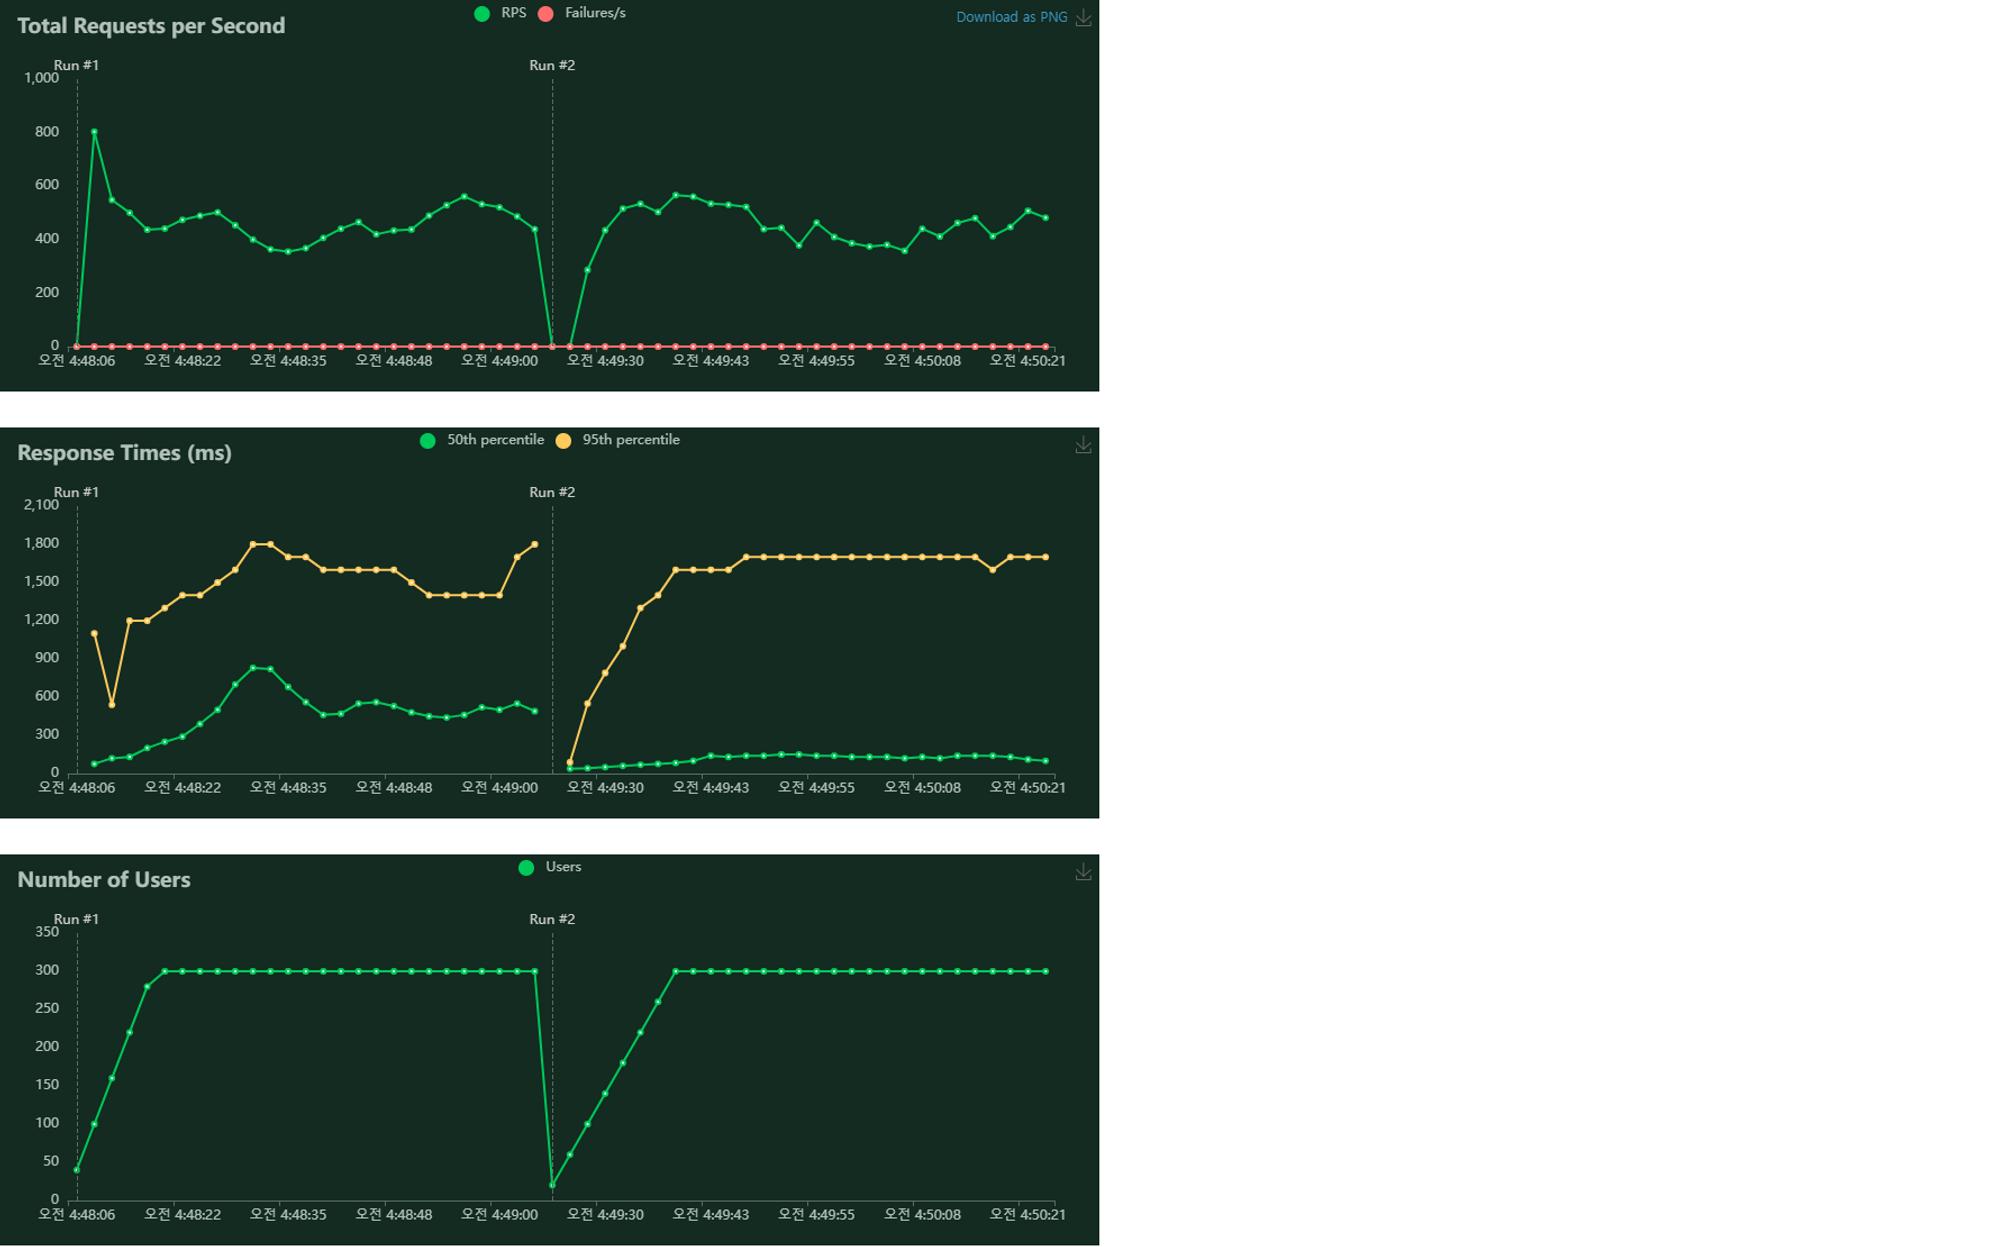 Total Requests per Second
RPS Failures/s
Download as PNG
Run #1 Run #2
1,000
800
600
400
200
0
오전 4:48:06 오전 4:48:22 오전 4:48:35 오전 4:48:48 오전 4:49:00 오전 4:49:30 오전 4:49:43 오전 4:49:55 오전 4:50:08 오전 4:50:21
Response Times (ms)
50th percentile 95th percentile
Run #1 Run #2
2,100
1,800
1,500
1,200
900
600
300
0
오전 4:48:06 오전 4:48:22 오전 4:48:35 오전 4:48:48 오전 4:49:00 오전 4:49:30 오전 4:49:43 오전 4:49:55 오전 4:50:08 오전 4:50:21
Number of Users
Users
Run #1 Run #2
350
300
250
200
150
100
50
0
오전 4:48:06 오전 4:48:22 오전 4:48:35 오전 4:48:48 오전 4:49:00 오전 4:49:30 오전 4:49:43 오전 4:49:55 오전 4:50:08 오전 4:50:21